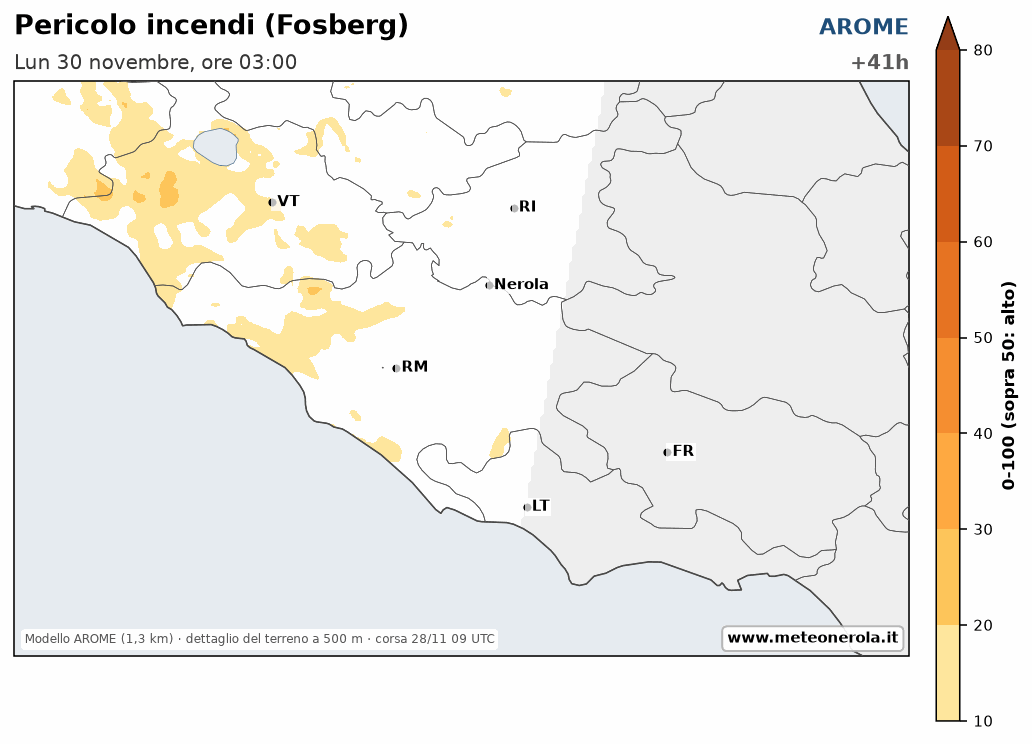 Pericolo incendi (Fosberg)
AROME
Lun 30 novembre, ore 03:00
+41h
VT
RI
Nerola
RM
FR
LT
80
70
60
50
40
30
20
10
0-100 (sopra 50: alto)
Modello AROME (1,3 km) · dettaglio del terreno a 500 m · corsa 28/11 09 UTC
www.meteonerola.it